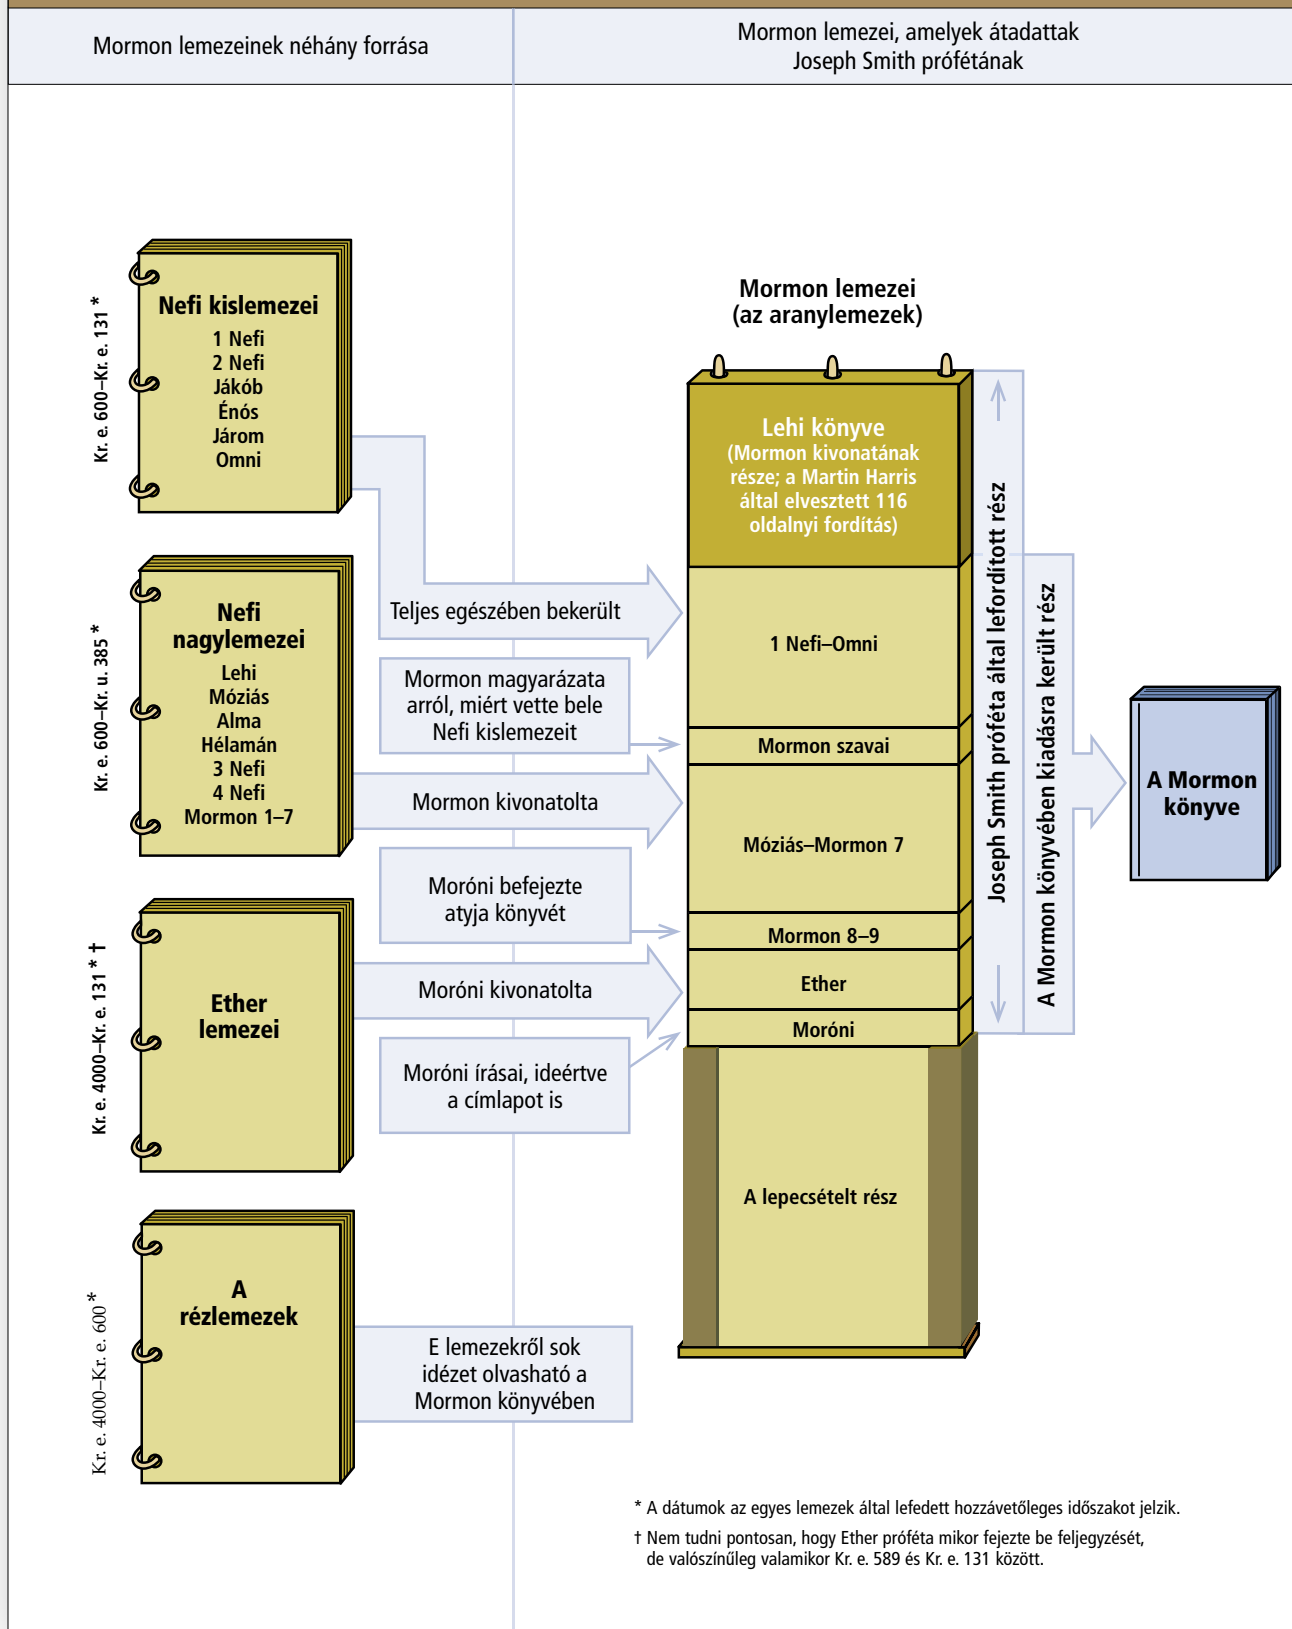 Mormon lemezeinek néhány forrása
Mormon lemezei, amelyek átadattak
Joseph Smith prófétának
Kr. e. 600–Kr. e. 131 *
Nefi kislemezei
1 Nefi
2 Nefi
Jákób
Énós
Járom
Omni
Kr. e. 600–Kr. u. 385 *
Nefi
nagylemezei
Lehi
Móziás
Alma
Hélamán
3 Nefi
4 Nefi
Mormon 1–7
Kr. e. 4000–Kr. e. 131 * †
Ether
lemezei
Kr. e. 4000–Kr. e. 600 *
A
rézlemezek
Teljes egészében bekerült
Mormon magyarázata
arról, miért vette bele
Nefi kislemezeit
Mormon kivonatolta
Moróni befejezte
atyja könyvét
Moróni kivonatolta
Moróni írásai, ideértve
a címlapot is
E lemezekről sok
idézet olvasható a
Mormon könyvében
Mormon lemezei
(az aranylemezek)
Lehi könyve
(Mormon kivonatának
része; a Martin Harris
által elvesztett 116
oldalnyi fordítás)
1 Nefi–Omni
Mormon szavai
Móziás–Mormon 7
Mormon 8–9
Ether
Moróni
A lepecsételt rész
Joseph Smith próféta által lefordított rész
A Mormon könyvében kiadásra került rész
A Mormon
könyve
* A dátumok az egyes lemezek által lefedett hozzávetőleges időszakot jelzik.
† Nem tudni pontosan, hogy Ether próféta mikor fejezte be feljegyzését,
de valószínűleg valamikor Kr. e. 589 és Kr. e. 131 között.